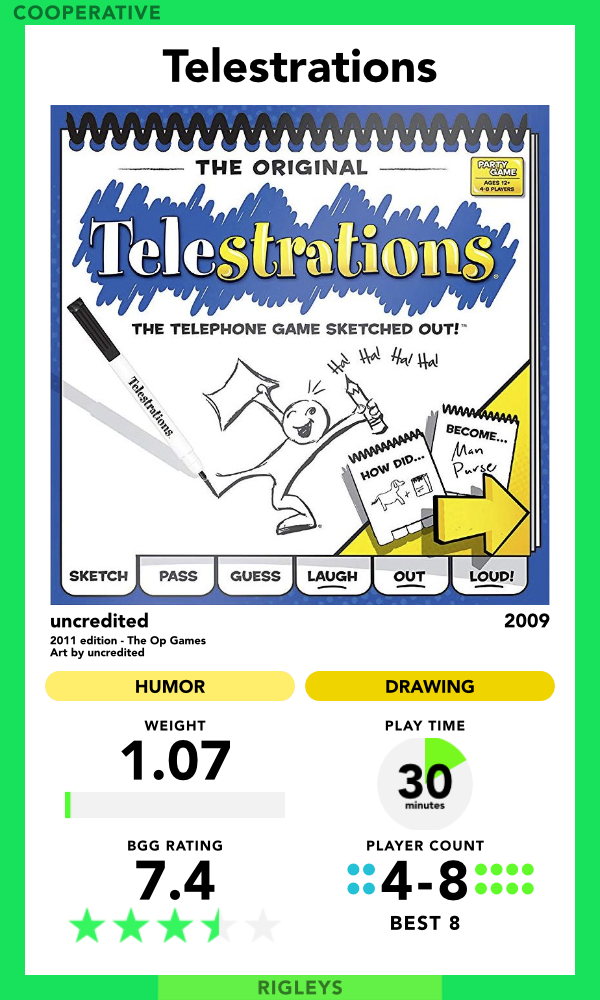 COOPERATIVE
Telestrations
THE ORIGINAL
PARTY
GAME
AGES 12+
4-8 PLAYERS
Telestrations®
THE TELEPHONE GAME SKETCHED OUT!™
Ha! Ha! Ha! Ha!
Telestrations
HOW DID...
+
BECOME...
Man
Purse
SKETCH PASS GUESS LAUGH OUT LOUD!
uncredited 2009
2011 edition - The Op Games
Art by uncredited
HUMOR DRAWING
WEIGHT PLAY TIME
1.07 30
minutes
BGG RATING PLAYER COUNT
7.4 4-8
BEST 8
RIGLEYS